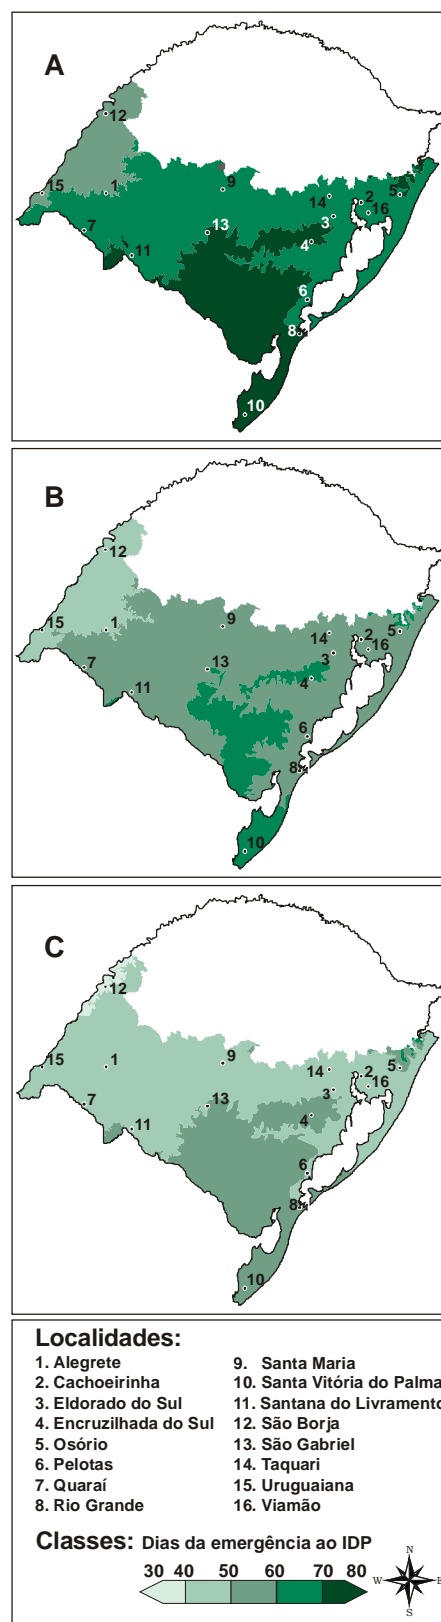 A
12
15
1
9
14
2
5
3
16
7
13
11
4
6
8
10
B
12
15
1
9
14
2
5
3
16
7
13
11
4
6
8
10
C
12
15
1
9
14
2
5
3
16
7
13
11
4
6
8
10
Localidades:
1. Alegrete
2. Cachoeirinha
3. Eldorado do Sul
4. Encruzilhada do Sul
5. Osório
6. Pelotas
7. Quaraí
8. Rio Grande
9. Santa Maria
10. Santa Vitória do Palmar
11. Santana do Livramento
12. São Borja
13. São Gabriel
14. Taquari
15. Uruguaiana
16. Viamão
Classes: Dias da emergência ao IDP
30 40 50 60 70 80
N
W E
S